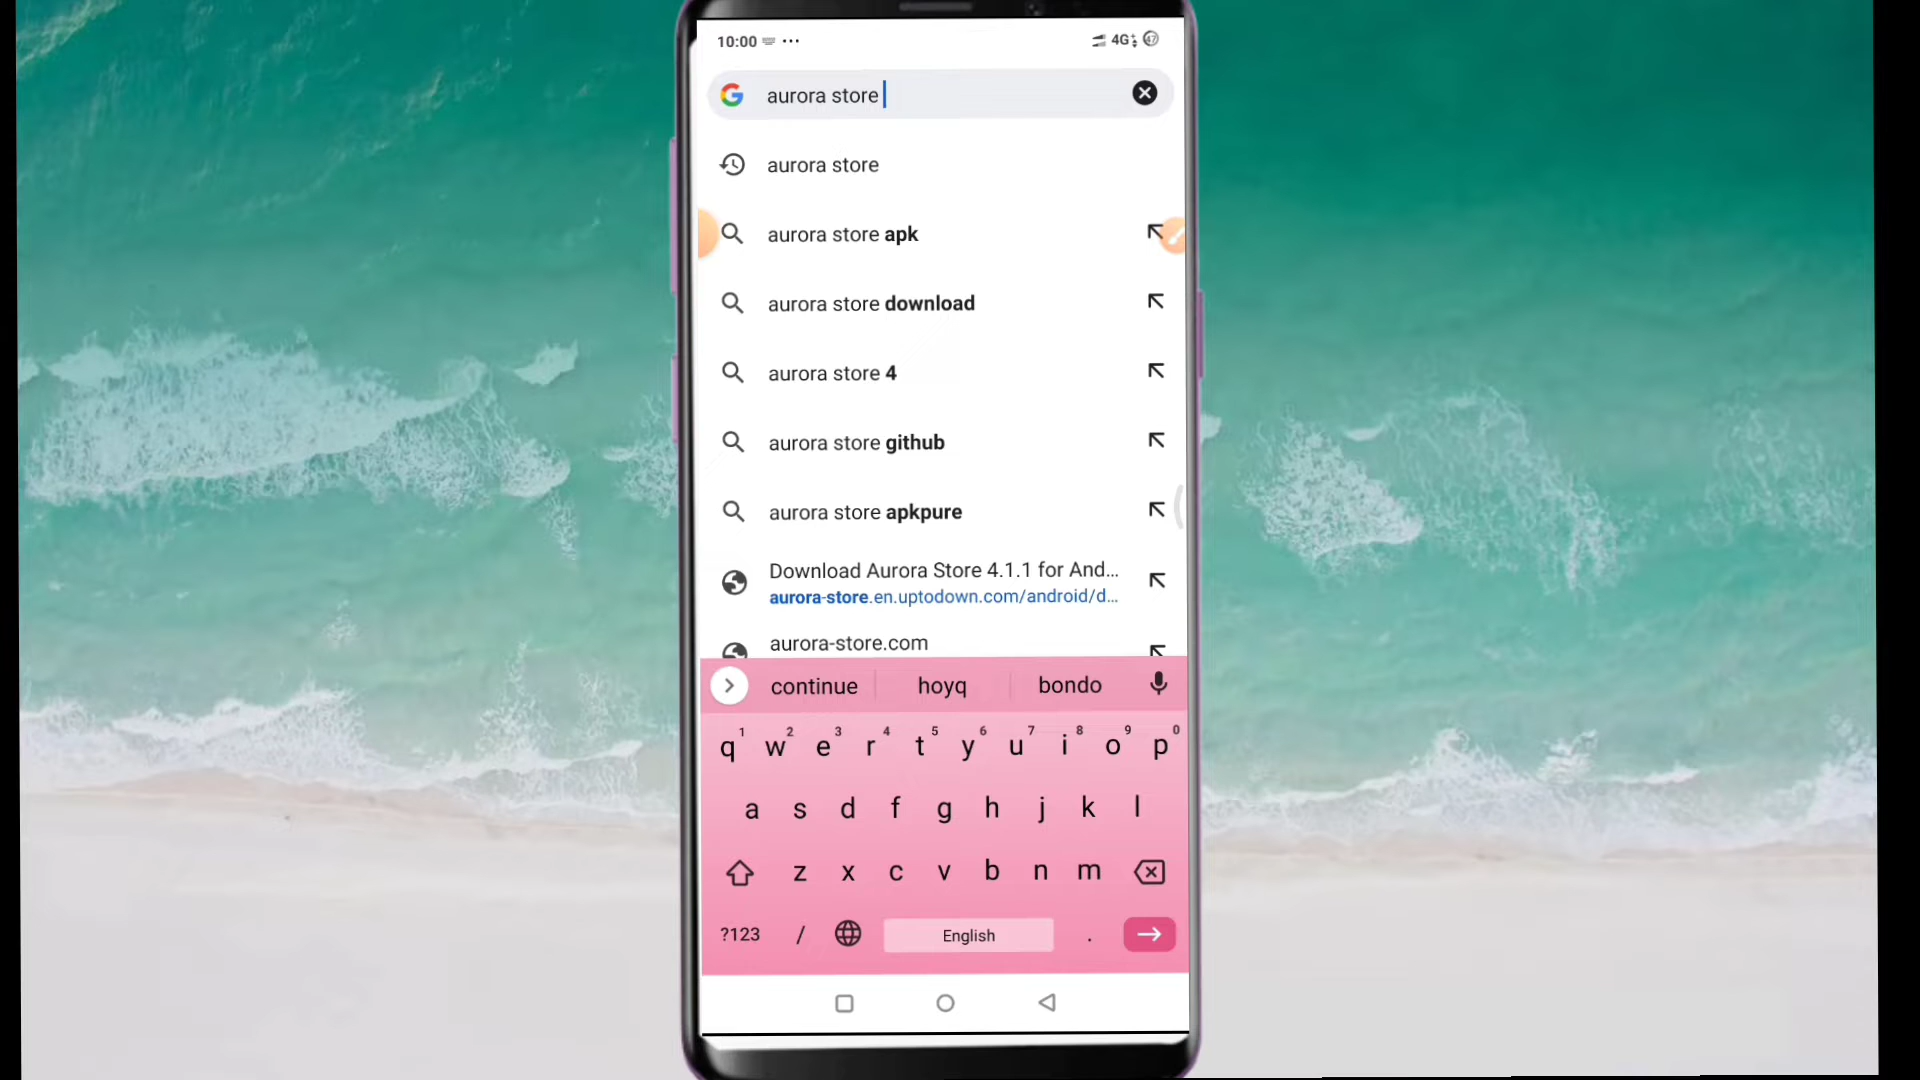 10:00
4G+
47
aurora store
aurora store
aurora store apk
aurora store download
aurora store 4
aurora store github
aurora store apkpure
Download Aurora Store 4.1.1 for And...
aurora-store.en.uptodown.com/android/d...
aurora-store.com
continue hoyq bondo
1 2 3 4 5 6 7 8 9 0
q w e r t y u i o p
a s d f g h j k l
z x c v b n m
?123 / English .